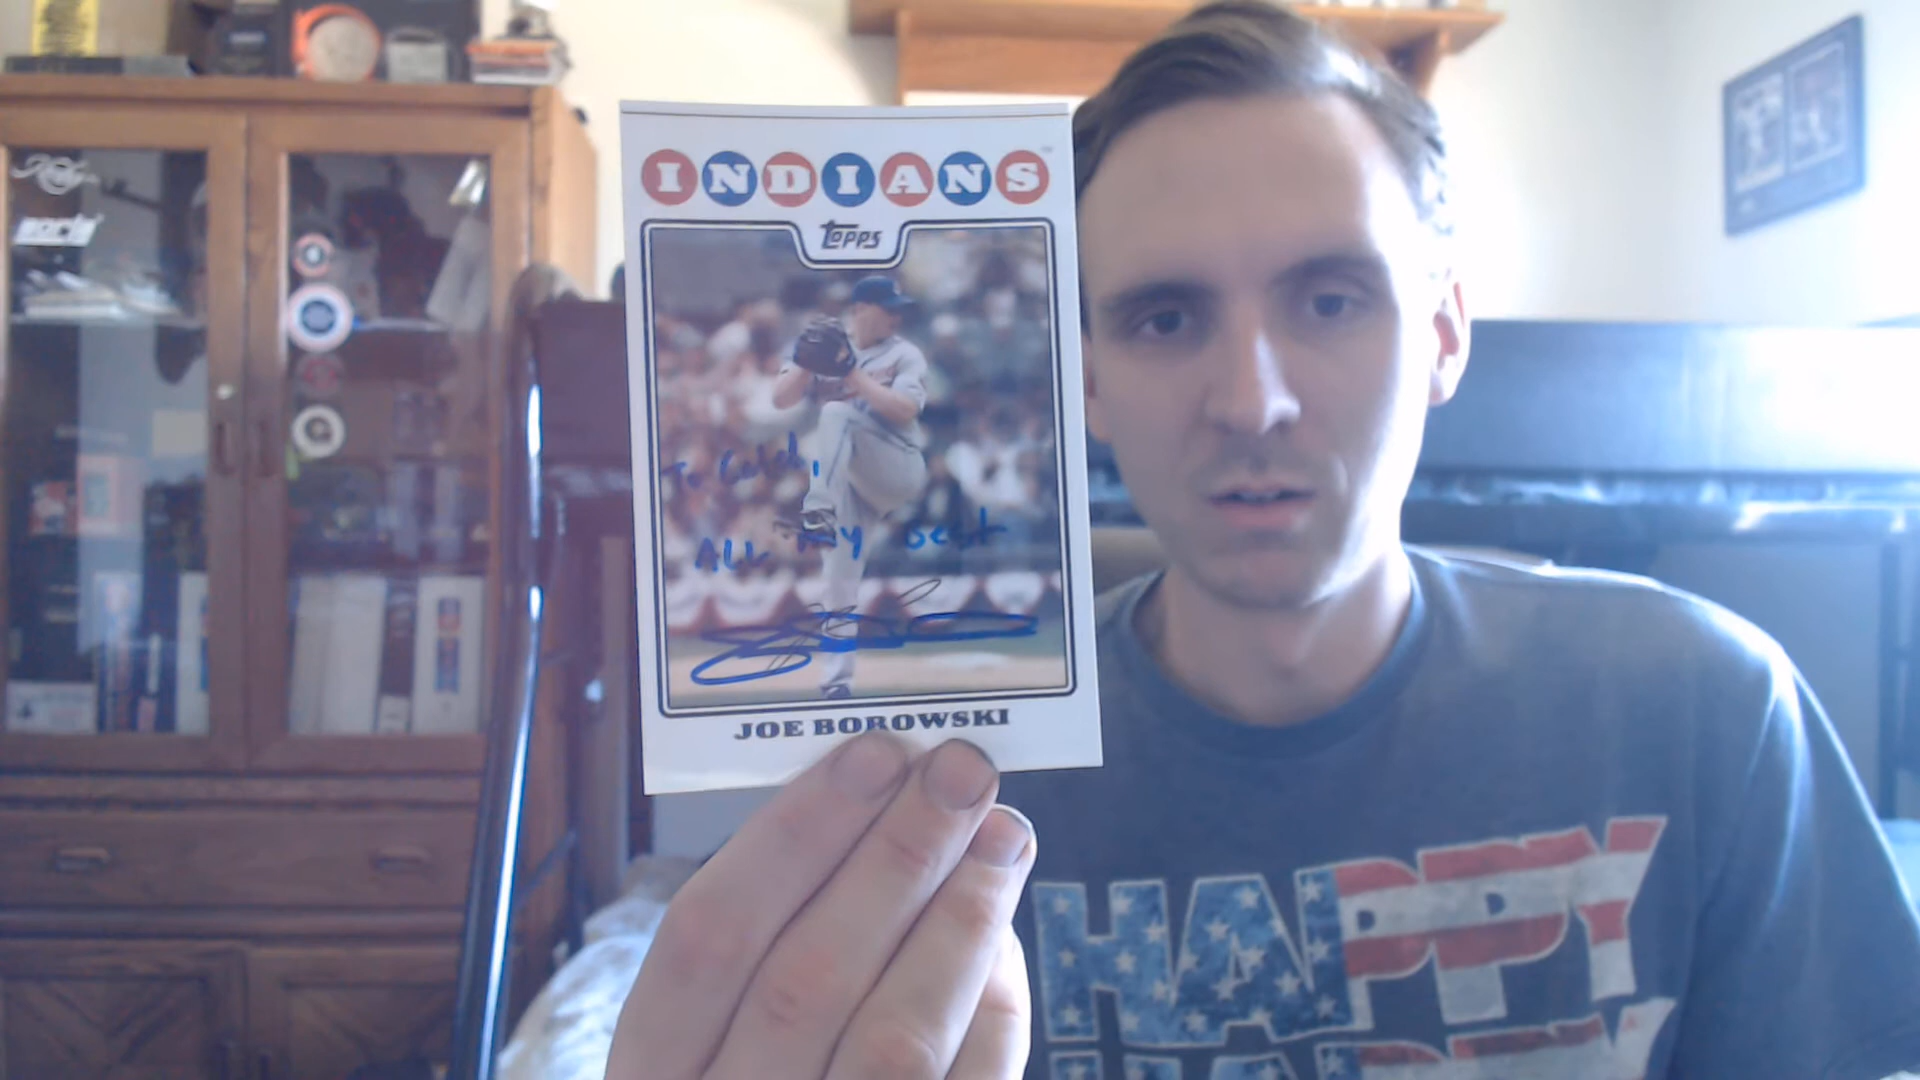 INDIANS
Topps
To Caleb,
ALL my best
JOE BOROWSKI
HAPPY